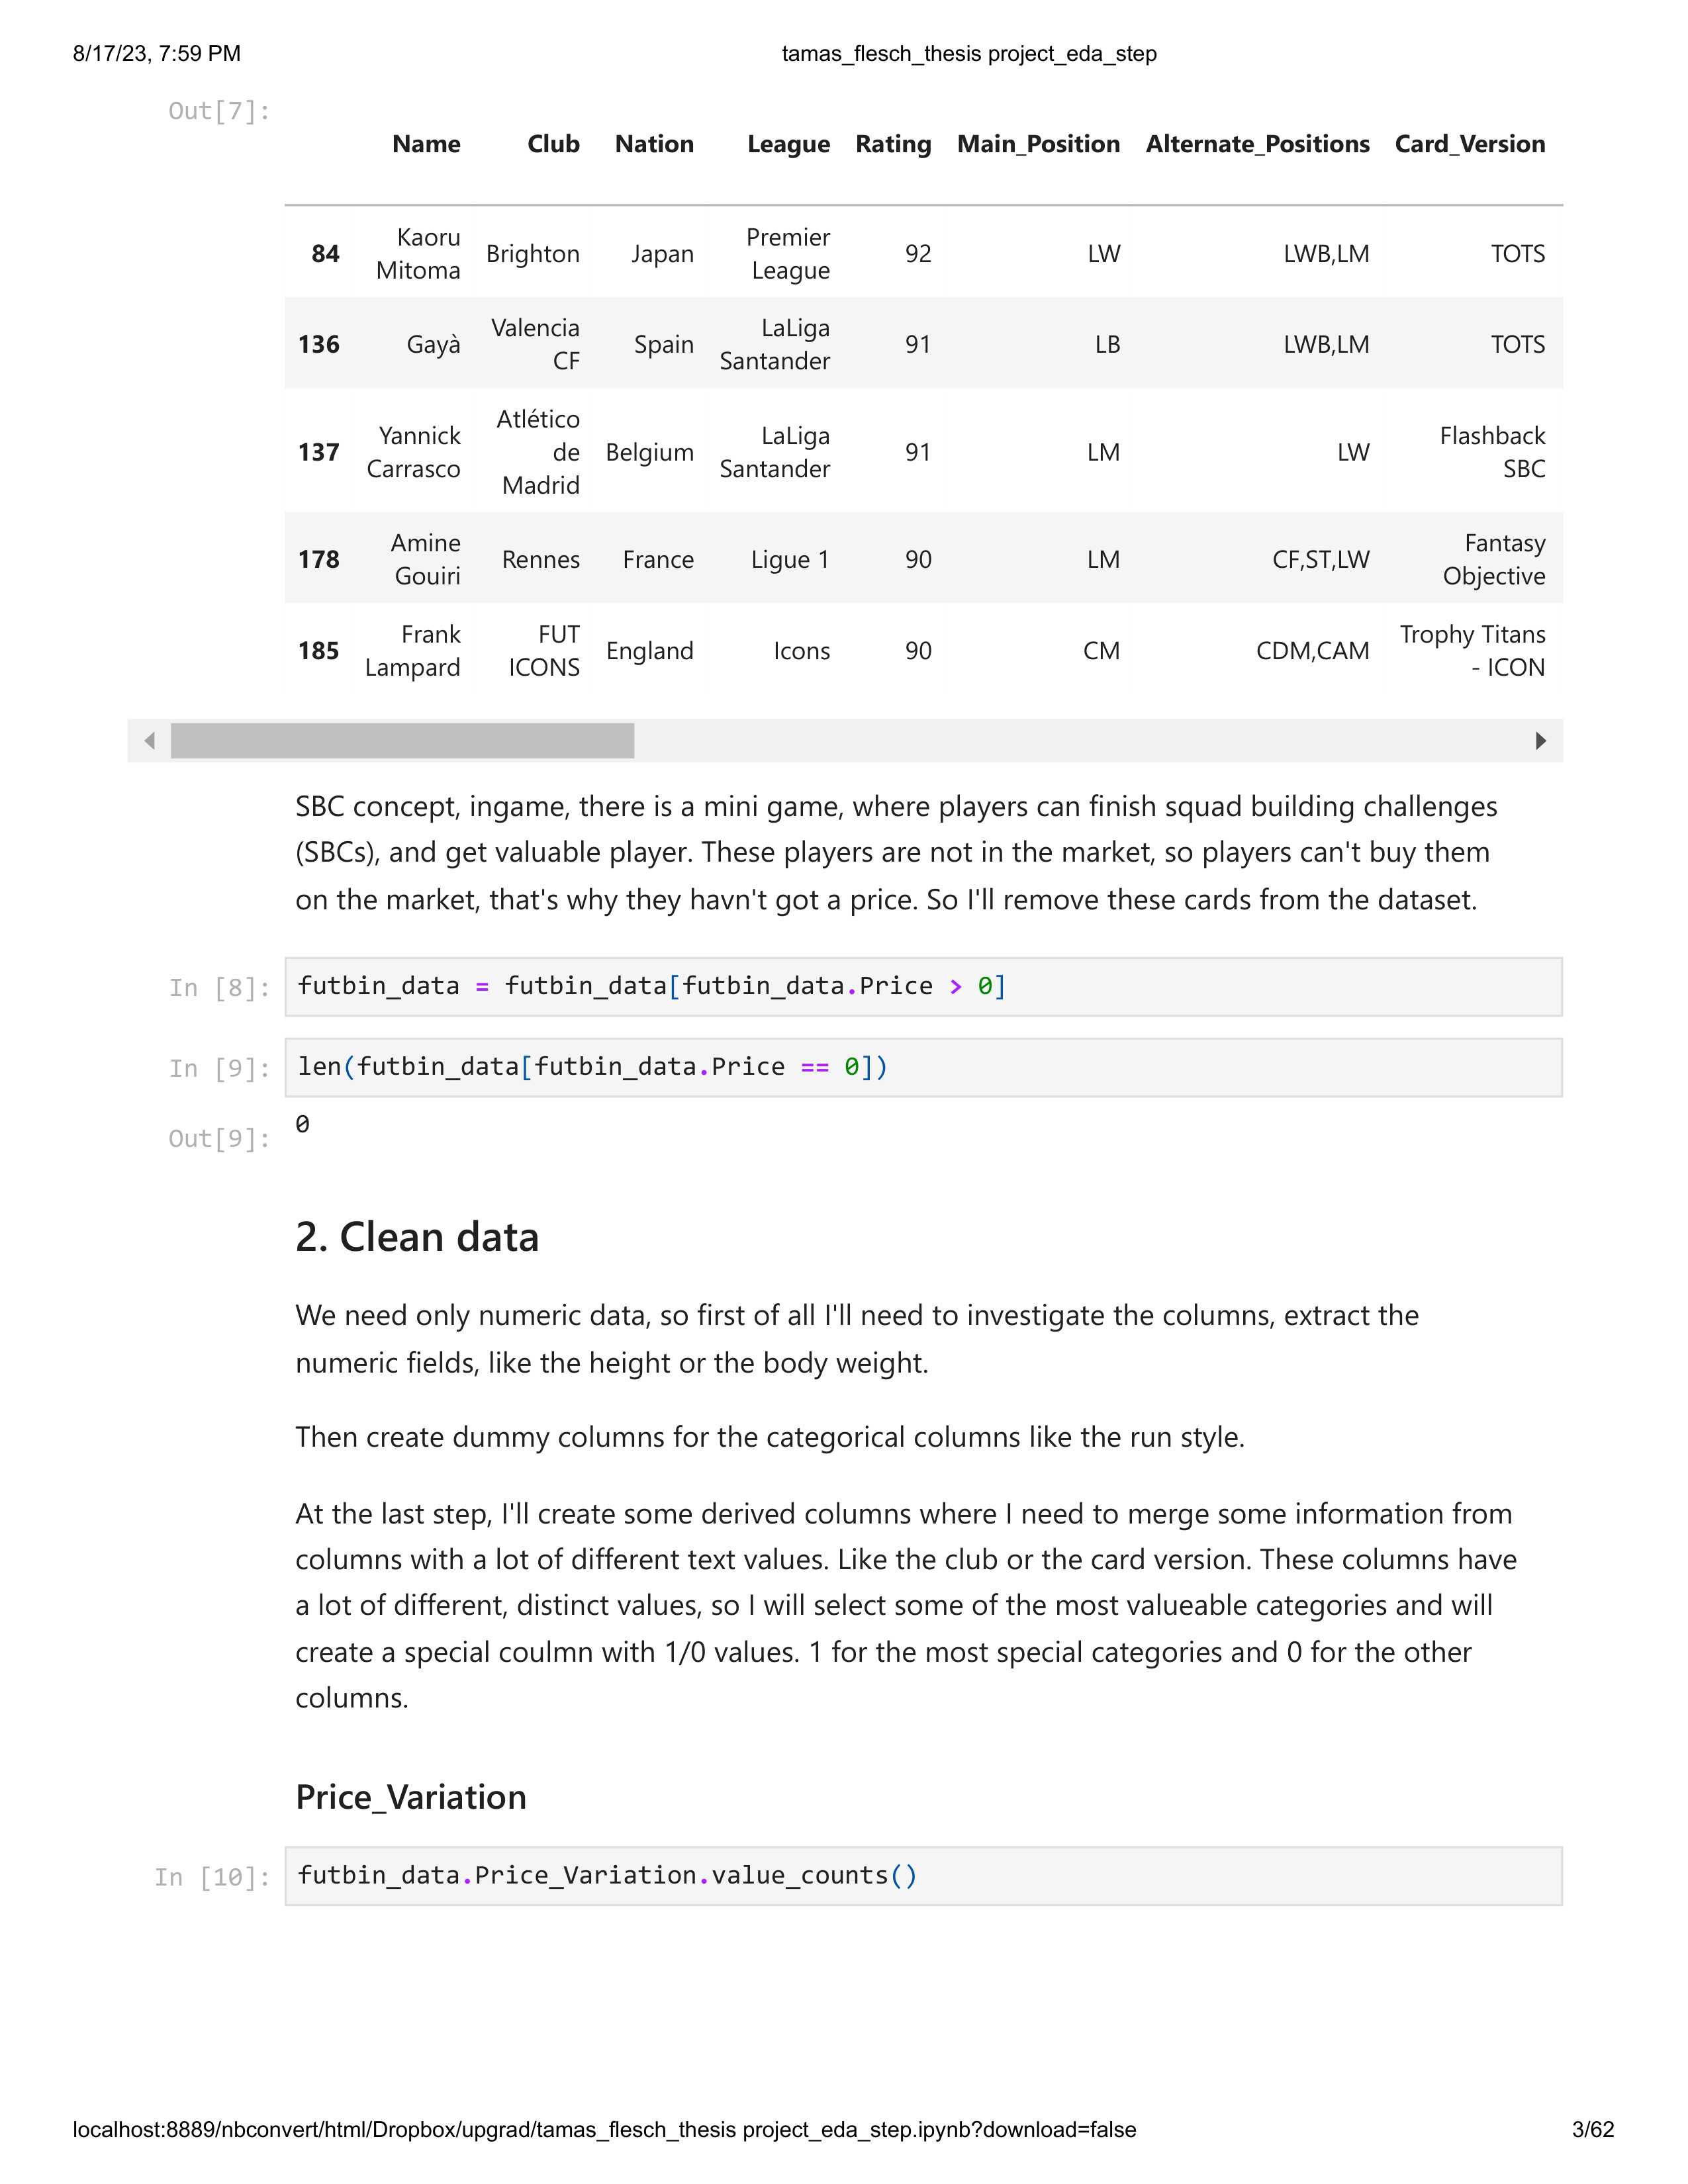 8/17/23, 7:59 PM tamas_flesch_thesis project_eda_step
Out[7]:
Name Club Nation League Rating Main_Position Alternate_Positions Card_Version
84 Kaoru Mitoma Brighton Japan Premier League 92 LW LWB,LM TOTS
136 Gayà Valencia CF Spain LaLiga Santander 91 LB LWB,LM TOTS
137 Yannick Carrasco Atlético de Madrid Belgium LaLiga Santander 91 LM LW Flashback SBC
178 Amine Gouiri Rennes France Ligue 1 90 LM CF,ST,LW Fantasy Objective
185 Frank Lampard FUT ICONS England Icons 90 CM CDM,CAM Trophy Titans - ICON
SBC concept, ingame, there is a mini game, where players can finish squad building challenges
(SBCs), and get valuable player. These players are not in the market, so players can't buy them
on the market, that's why they havn't got a price. So I'll remove these cards from the dataset.
In [8]: futbin_data = futbin_data[futbin_data.Price > 0]
In [9]: len(futbin_data[futbin_data.Price == 0])
Out[9]: 0
2. Clean data
We need only numeric data, so first of all I'll need to investigate the columns, extract the
numeric fields, like the height or the body weight.
Then create dummy columns for the categorical columns like the run style.
At the last step, I'll create some derived columns where I need to merge some information from
columns with a lot of different text values. Like the club or the card version. These columns have
a lot of different, distinct values, so I will select some of the most valueable categories and will
create a special coulmn with 1/0 values. 1 for the most special categories and 0 for the other
columns.
Price_Variation
In [10]: futbin_data.Price_Variation.value_counts()
localhost:8889/nbconvert/html/Dropbox/upgrad/tamas_flesch_thesis project_eda_step.ipynb?download=false 3/62